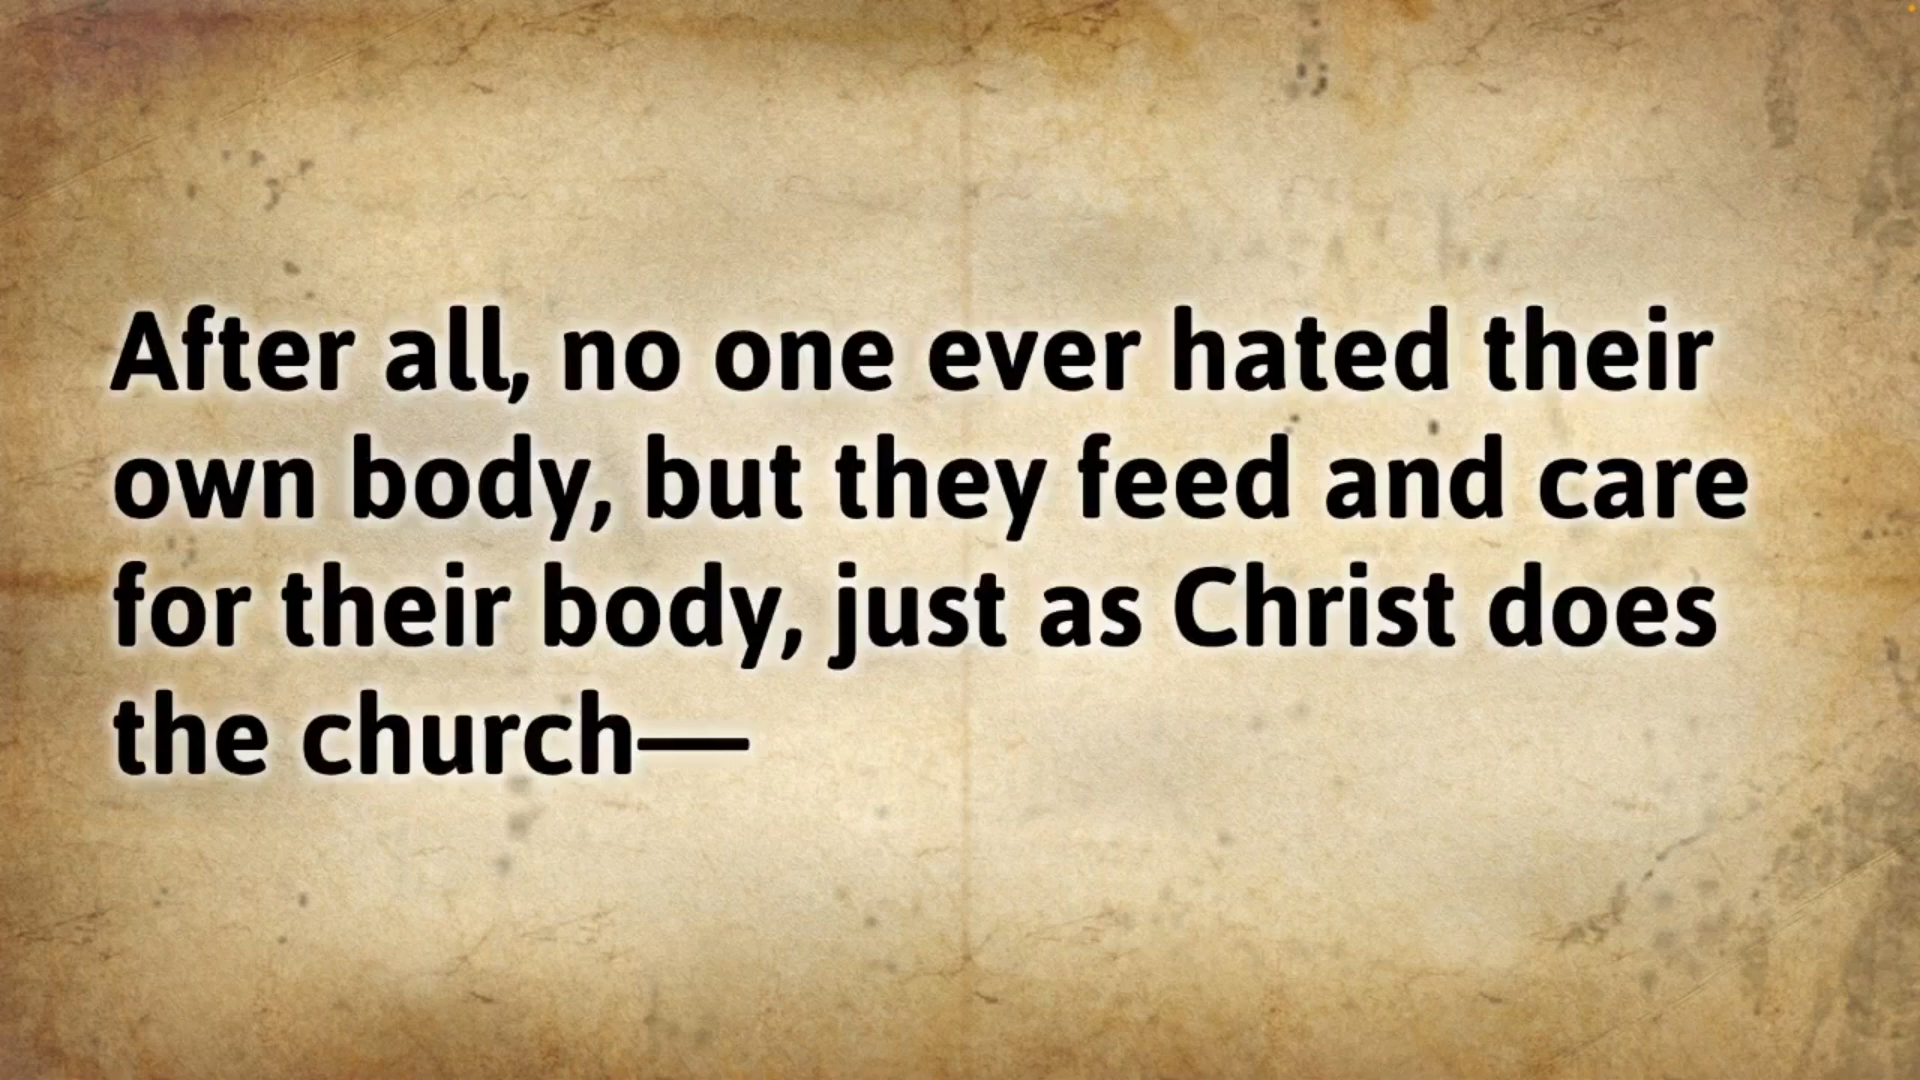 After all, no one ever hated their
own body, but they feed and care
for their body, just as Christ does
the church—